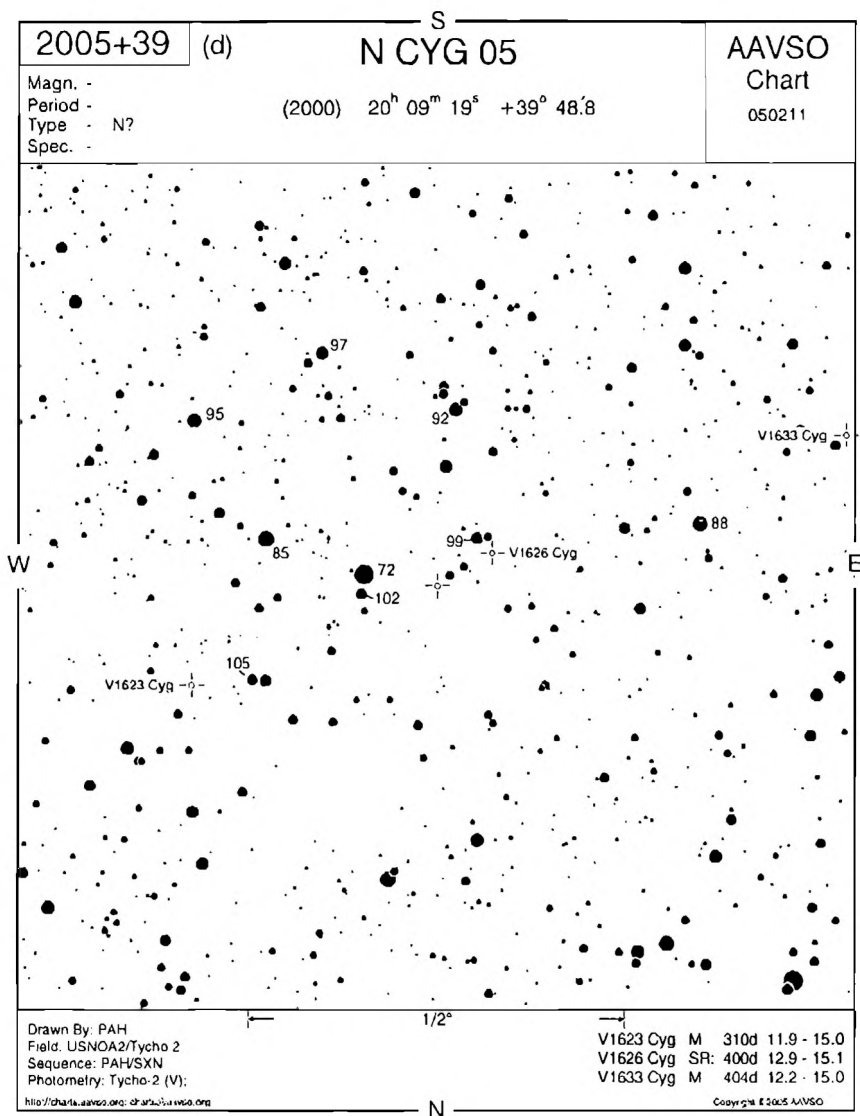 S
2005+39 (d) N CYG 05 AAVSO
Chart
050211
Magn. -
Period -
Type - N?
Spec. -
(2000) 20h 09m 19s +39° 48.'8
97
95
92
V1633 Cyg
88
99
V1626 Cyg
85
W
E
72
102
105
V1623 Cyg
1/2°
Drawn By: PAH
Field: USNOA2/Tycho 2
Sequence: PAH/SXN
Photometry: Tycho-2 (V);
V1623 Cyg M 310d 11.9 - 15.0
V1626 Cyg SR: 400d 12.9 - 15.1
V1633 Cyg M 404d 12.2 - 15.0
Copyright © 2005 AAVSO
N